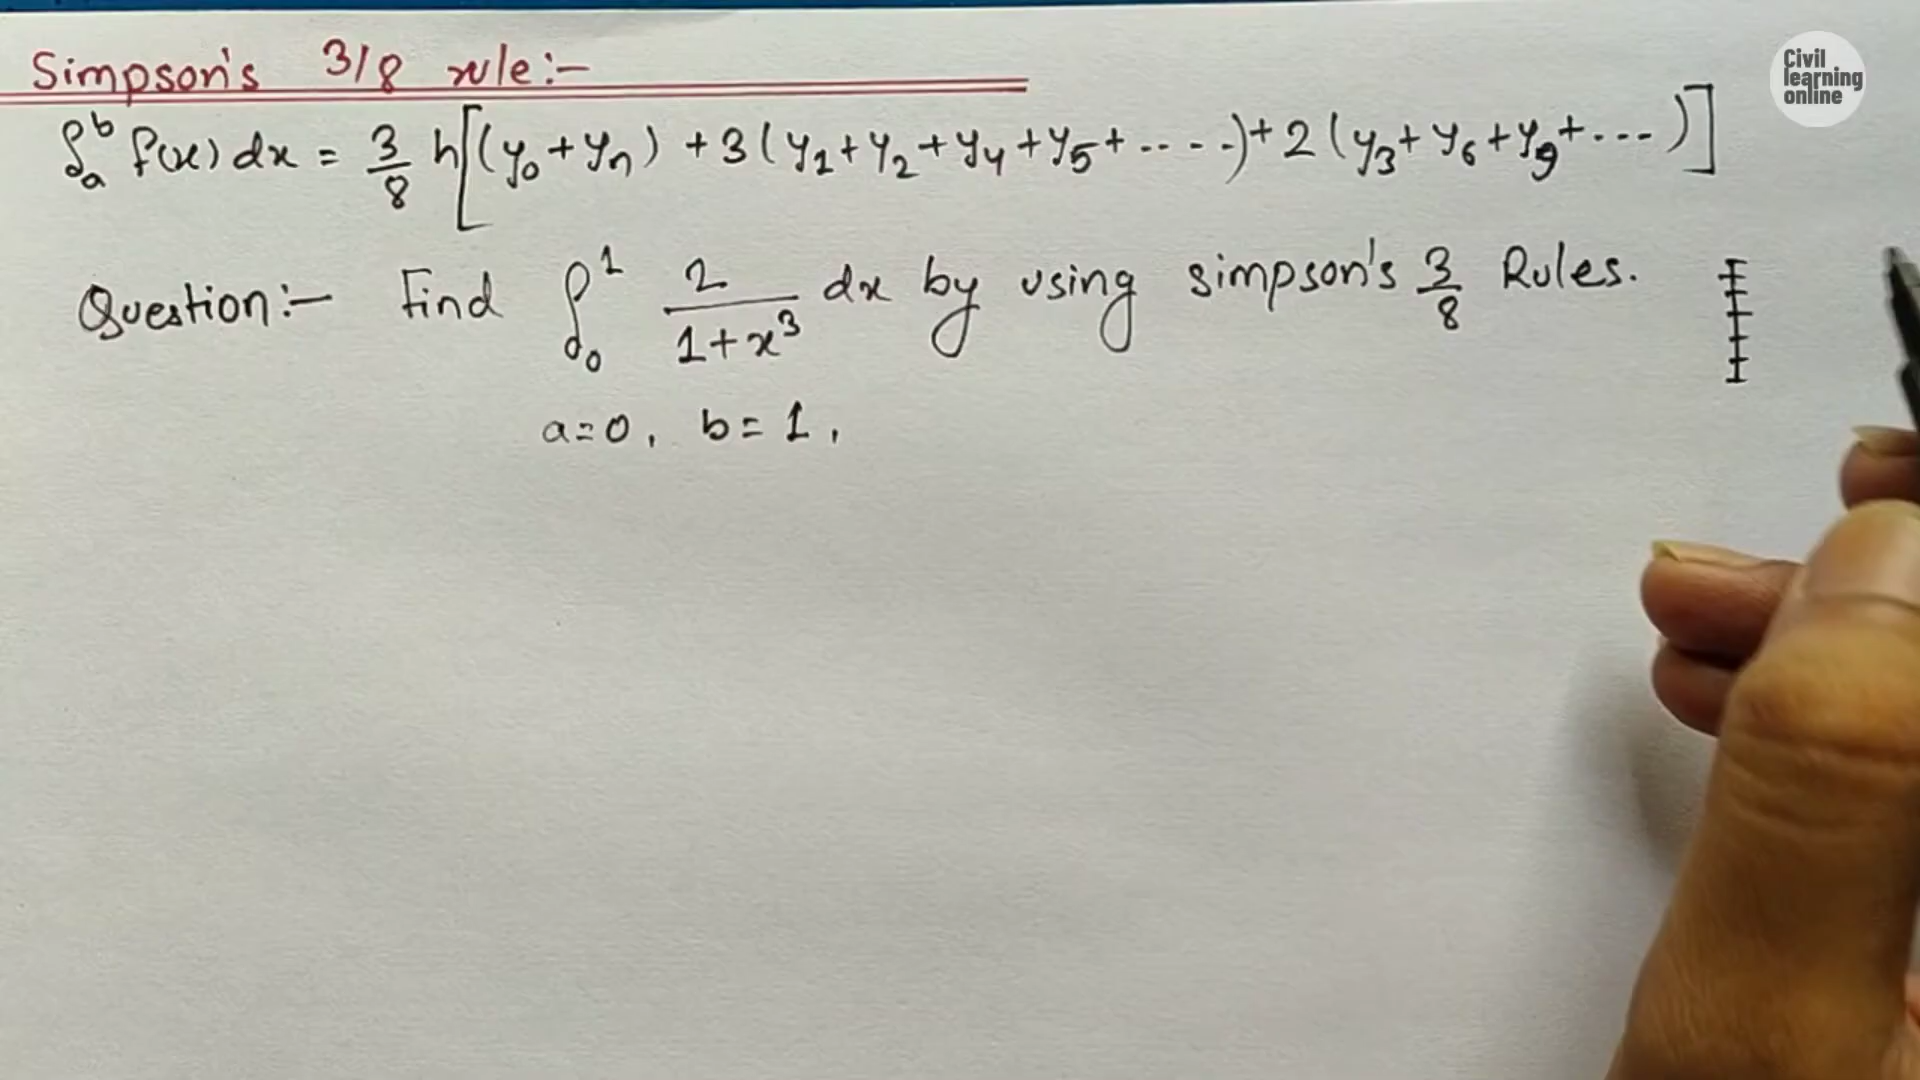 Simpson's 3/8 rule:-
∫ₐᵇ f(x) dx = 3/8 h[(y₀ + yₙ) + 3(y₁ + y₂ + y₄ + y₅ + ·····) + 2(y₃ + y₆ + y₉ + ····)]
Question:- Find ∫₀¹ 2/(1+x³) dx by using simpson's 3/8 Rules.
a=0, b=1,
Civil
learning
online